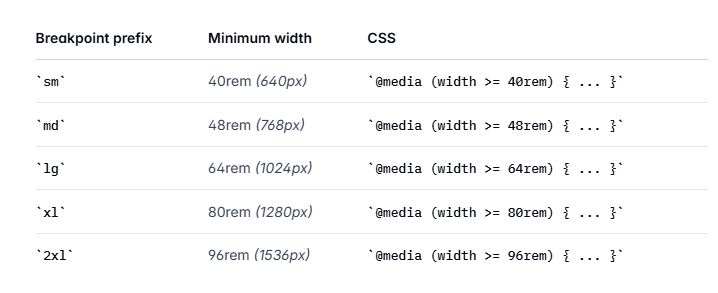 Breakpoint prefix Minimum width CSS
`sm` 40rem (640px) `@media (width >= 40rem) { ... }`
`md` 48rem (768px) `@media (width >= 48rem) { ... }`
`lg` 64rem (1024px) `@media (width >= 64rem) { ... }`
`xl` 80rem (1280px) `@media (width >= 80rem) { ... }`
`2xl` 96rem (1536px) `@media (width >= 96rem) { ... }`